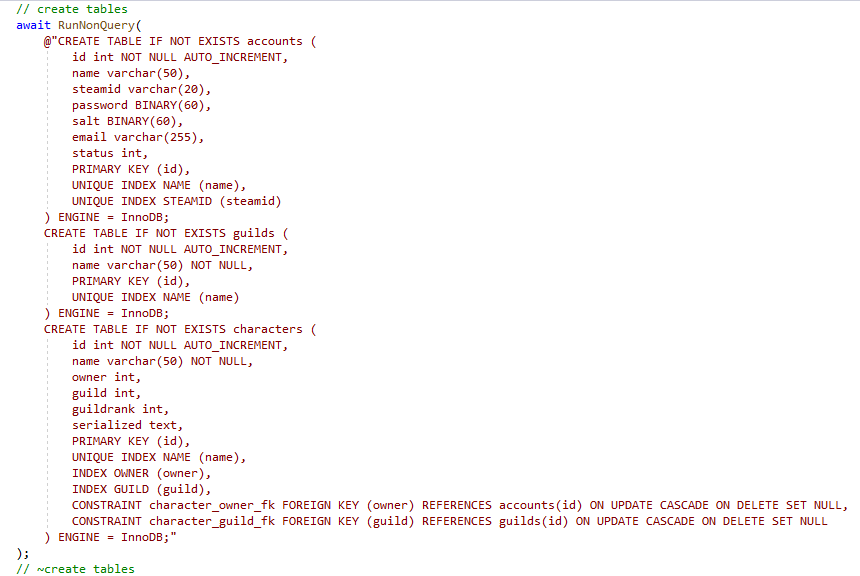 // create tables
await RunNonQuery(
@"CREATE TABLE IF NOT EXISTS accounts (
id int NOT NULL AUTO_INCREMENT,
name varchar(50),
steamid varchar(20),
password BINARY(60),
salt BINARY(60),
email varchar(255),
status int,
PRIMARY KEY (id),
UNIQUE INDEX NAME (name),
UNIQUE INDEX STEAMID (steamid)
) ENGINE = InnoDB;
CREATE TABLE IF NOT EXISTS guilds (
id int NOT NULL AUTO_INCREMENT,
name varchar(50) NOT NULL,
PRIMARY KEY (id),
UNIQUE INDEX NAME (name)
) ENGINE = InnoDB;
CREATE TABLE IF NOT EXISTS characters (
id int NOT NULL AUTO_INCREMENT,
name varchar(50) NOT NULL,
owner int,
guild int,
guildrank int,
serialized text,
PRIMARY KEY (id),
UNIQUE INDEX NAME (name),
INDEX OWNER (owner),
INDEX GUILD (guild),
CONSTRAINT character_owner_fk FOREIGN KEY (owner) REFERENCES accounts(id) ON UPDATE CASCADE ON DELETE SET NULL,
CONSTRAINT character_guild_fk FOREIGN KEY (guild) REFERENCES guilds(id) ON UPDATE CASCADE ON DELETE SET NULL
) ENGINE = InnoDB;"
);
// ~create tables